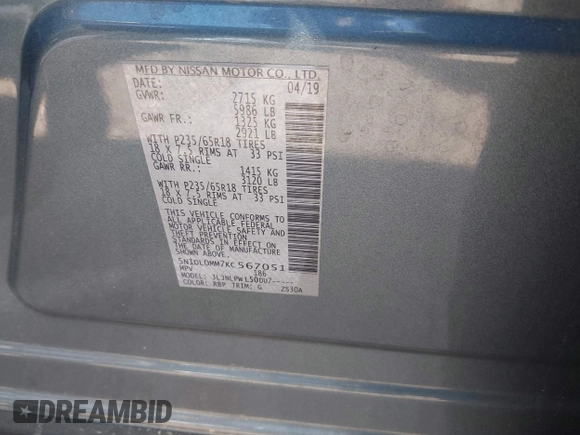 MFD BY NISSAN MOTOR CO., LTD.
DATE: 04/19
GVWR: 2715 KG
5986 LB
GAWR FR.: 1325 KG
2921 LB
WITH P235/65R18 TIRES
18 x 7.5 RIMS AT 33 PSI
COLD SINGLE
GAWR RR.: 1415 KG
3120 LB
WITH P235/65R18 TIRES
18 x 7.5 RIMS AT 33 PSI
COLD SINGLE
THIS VEHICLE CONFORMS TO
ALL APPLICABLE FEDERAL
MOTOR VEHICLE SAFETY AND
THEFT PREVENTION
STANDARDS IN EFFECT ON
THE DATE OF MANUFACTURE
SHOWN ABOVE.
5N1DL0MM7KC567051
MPV 186
MODEL: JLJNLPWL50DU7-----
COLOR: RBP TRIM: G ZS30A
DREAMBID